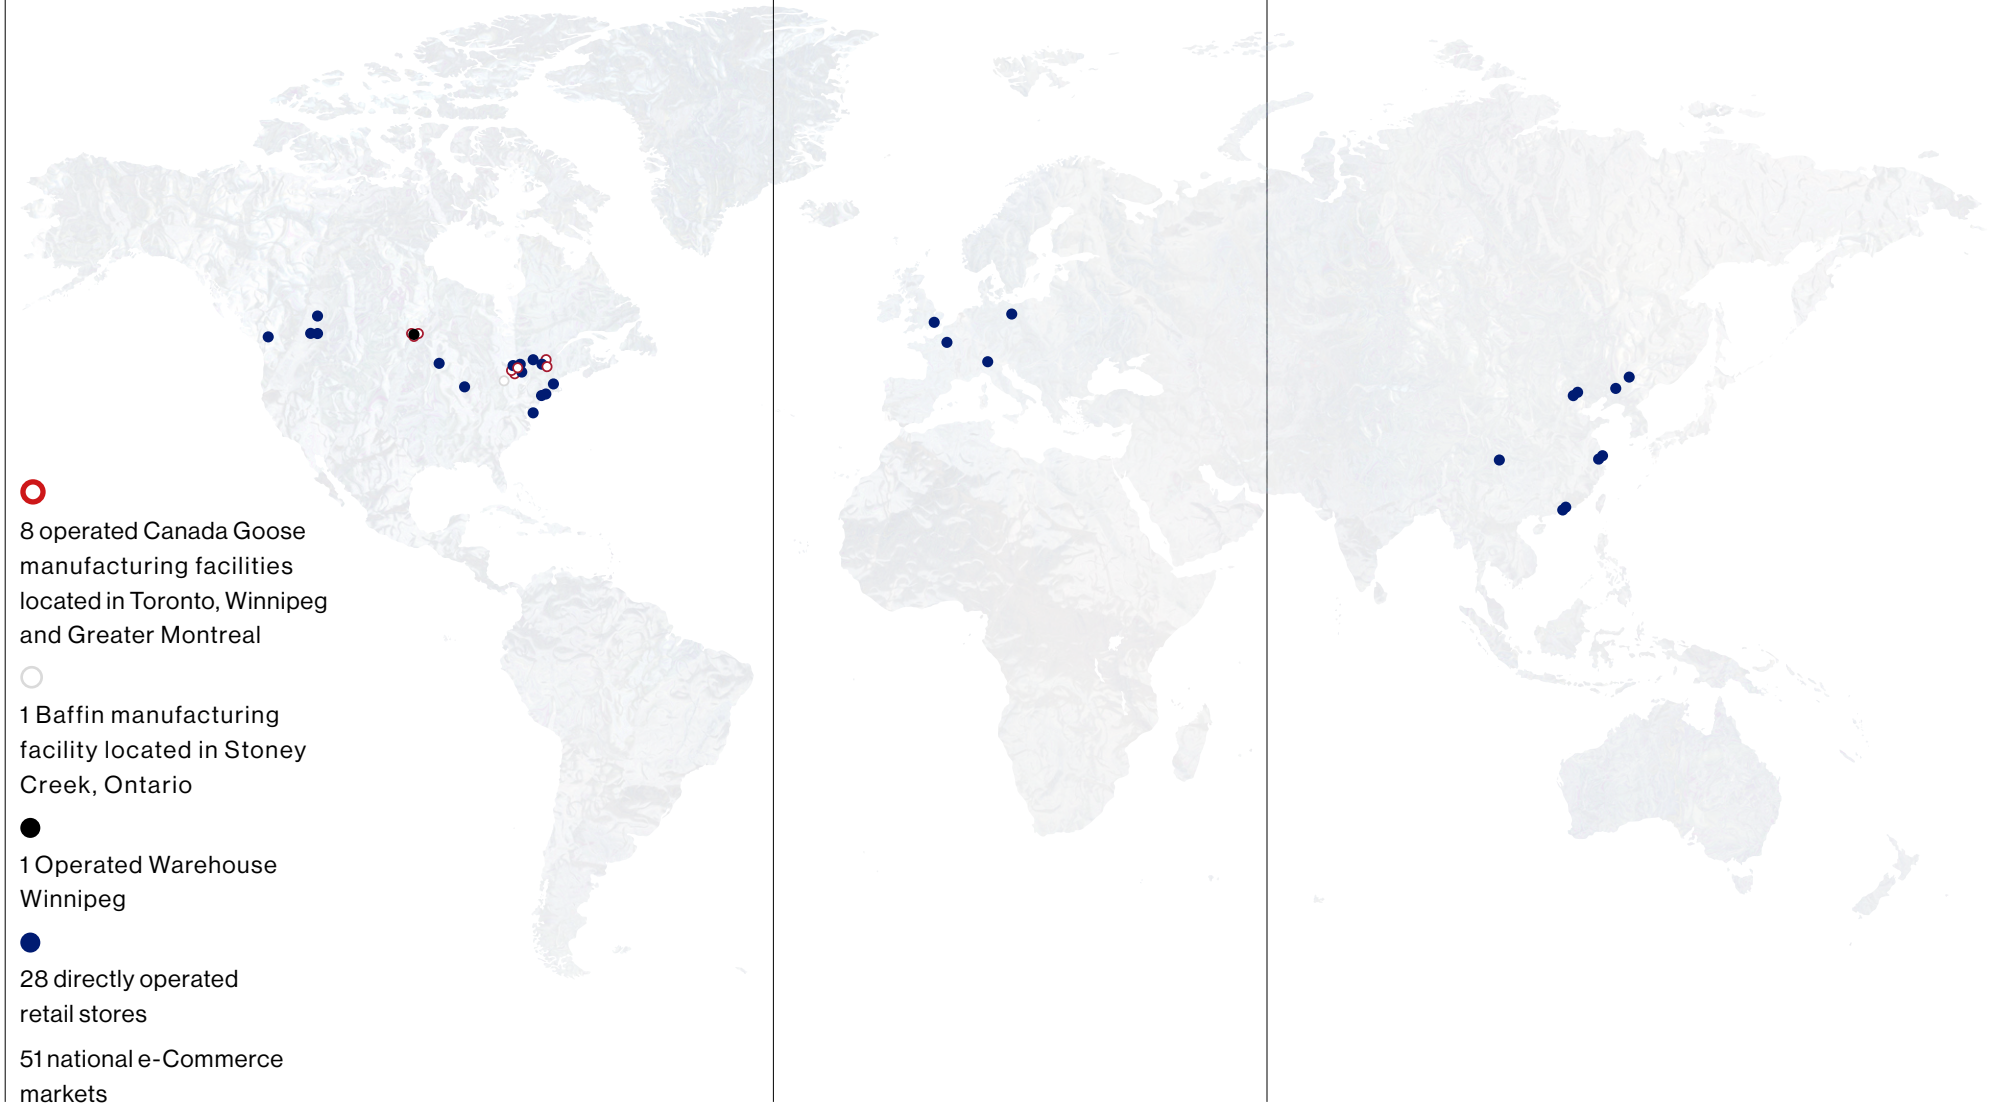 8 operated Canada Goose
manufacturing facilities
located in Toronto, Winnipeg
and Greater Montreal
1 Baffin manufacturing
facility located in Stoney
Creek, Ontario
1 Operated Warehouse
Winnipeg
28 directly operated
retail stores
51 national e-Commerce
markets